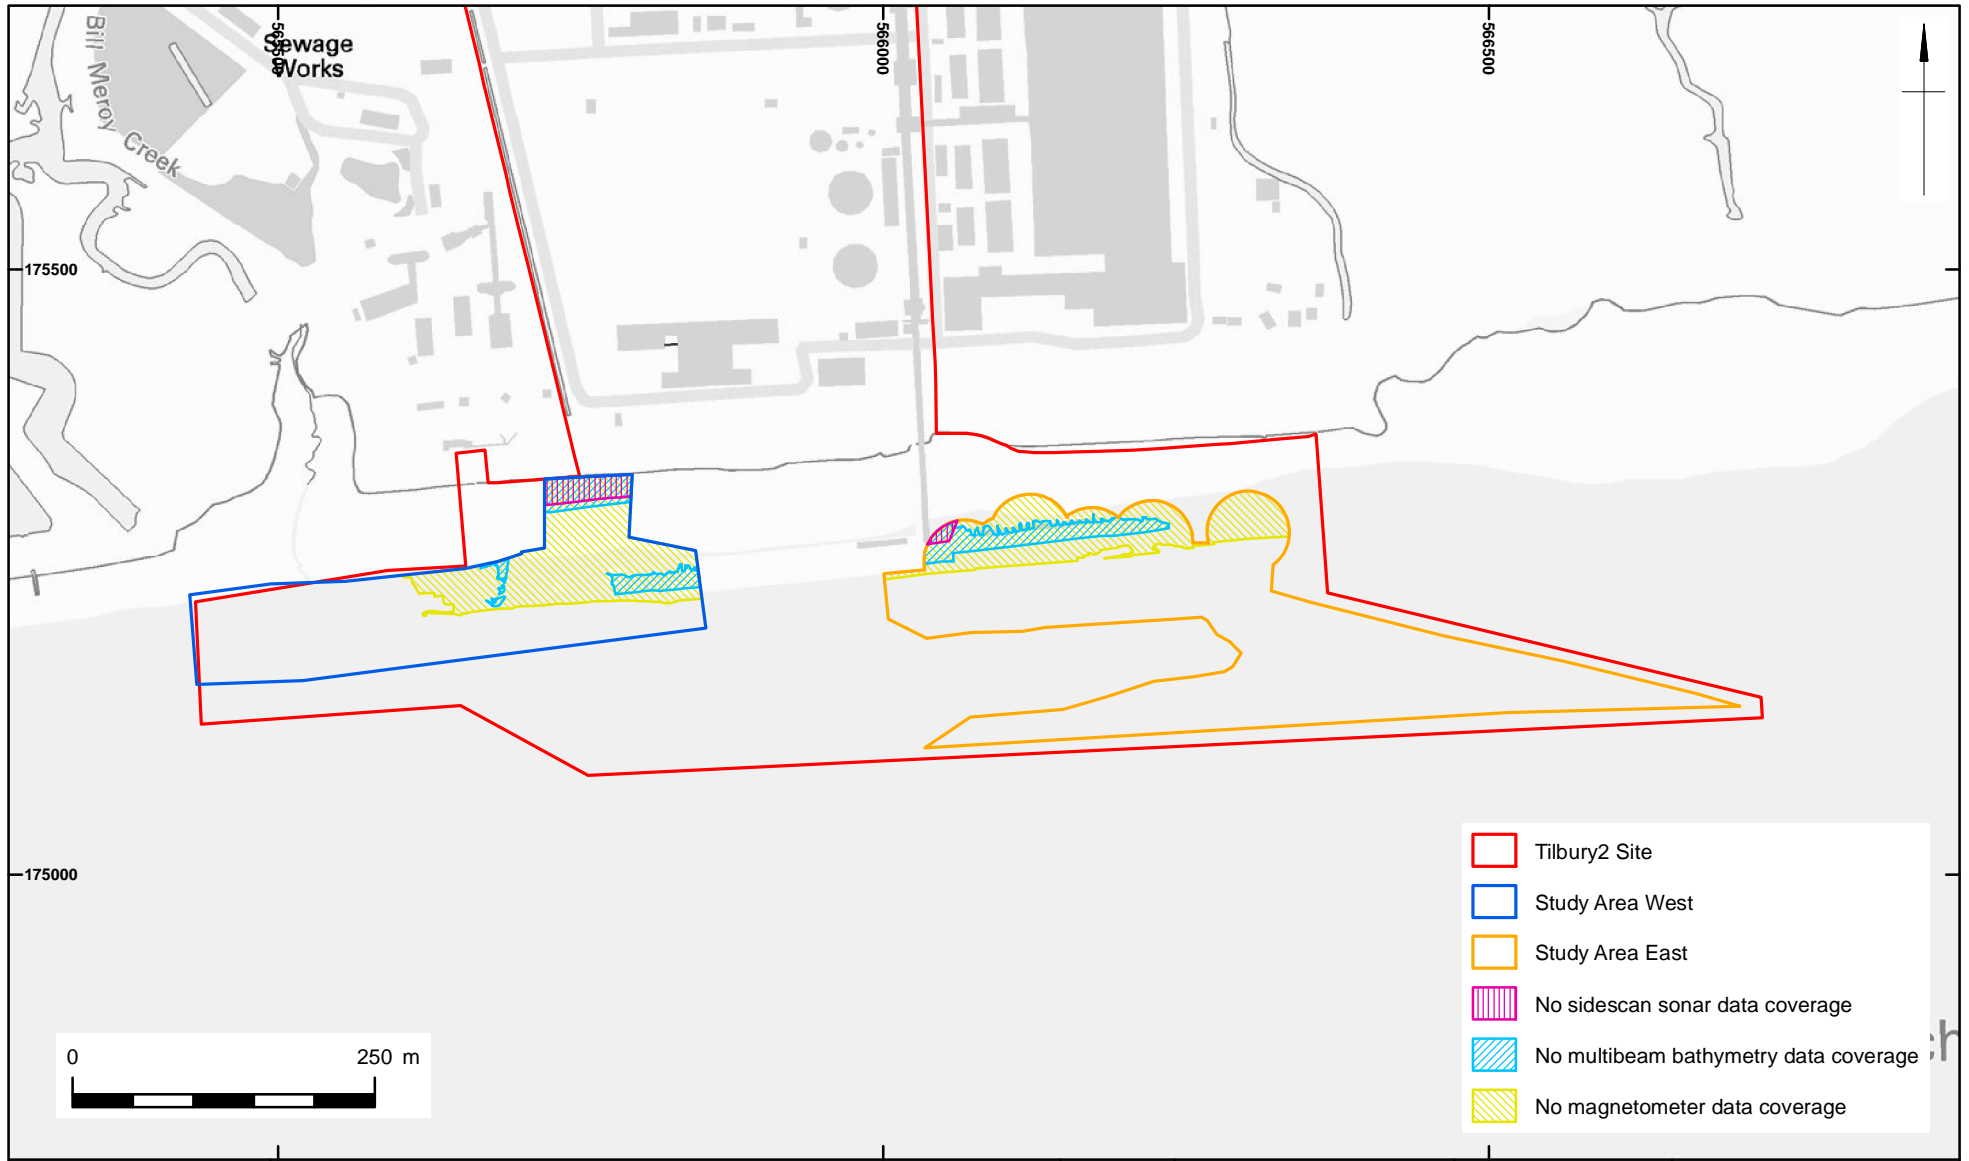 Bill Meroy Creek
Sewage
Works
566000
566500
175500
175000
0 250 m
Tilbury2 Site
Study Area West
Study Area East
No sidescan sonar data coverage
No multibeam bathymetry data coverage
No magnetometer data coverage